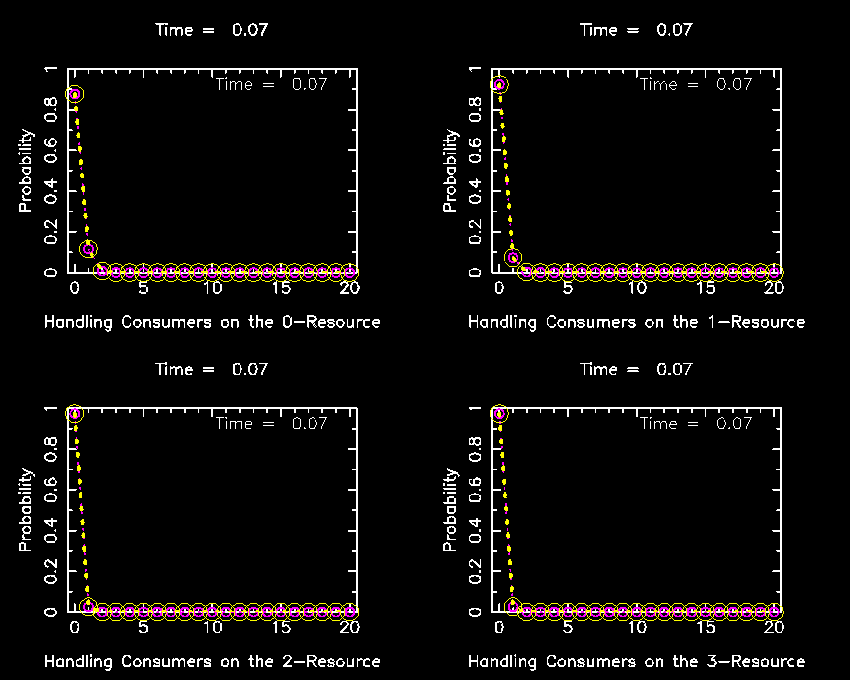 Time = 0.07
Time = 0.07
1
0.8
0.6
0.4
0.2
0
Probability
Time = 0.07
0 5 10 15 20
Handling Consumers on the 0-Resource
Time = 0.07
1
0.8
0.6
0.4
0.2
0
Probability
Time = 0.07
0 5 10 15 20
Handling Consumers on the 1-Resource
Time = 0.07
1
0.8
0.6
0.4
0.2
0
Probability
Time = 0.07
0 5 10 15 20
Handling Consumers on the 2-Resource
1
0.8
0.6
0.4
0.2
0
Probability
Time = 0.07
0 5 10 15 20
Handling Consumers on the 3-Resource